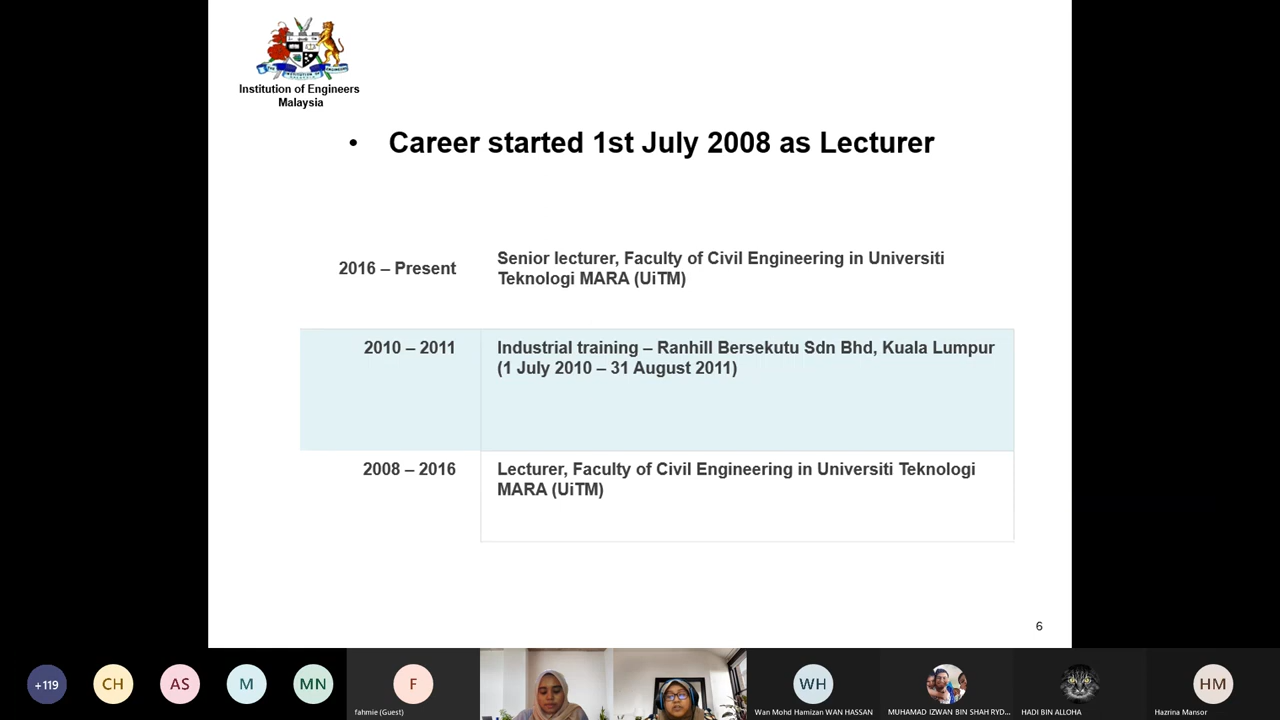 Institution of Engineers
Malaysia
• Career started 1st July 2008 as Lecturer
2016 – Present
Senior lecturer, Faculty of Civil Engineering in Universiti
Teknologi MARA (UiTM)
2010 – 2011
Industrial training – Ranhill Bersekutu Sdn Bhd, Kuala Lumpur
(1 July 2010 – 31 August 2011)
2008 – 2016
Lecturer, Faculty of Civil Engineering in Universiti Teknologi
MARA (UiTM)
6
+119
CH
AS
M
MN
F
WH
HM
fahmie (Guest)
Wan Mohd Hamizan WAN HASSAN
MUHAMAD IZWAN BIN SHAH RYD...
HADI BIN ALLOHA
Hazrina Mansor